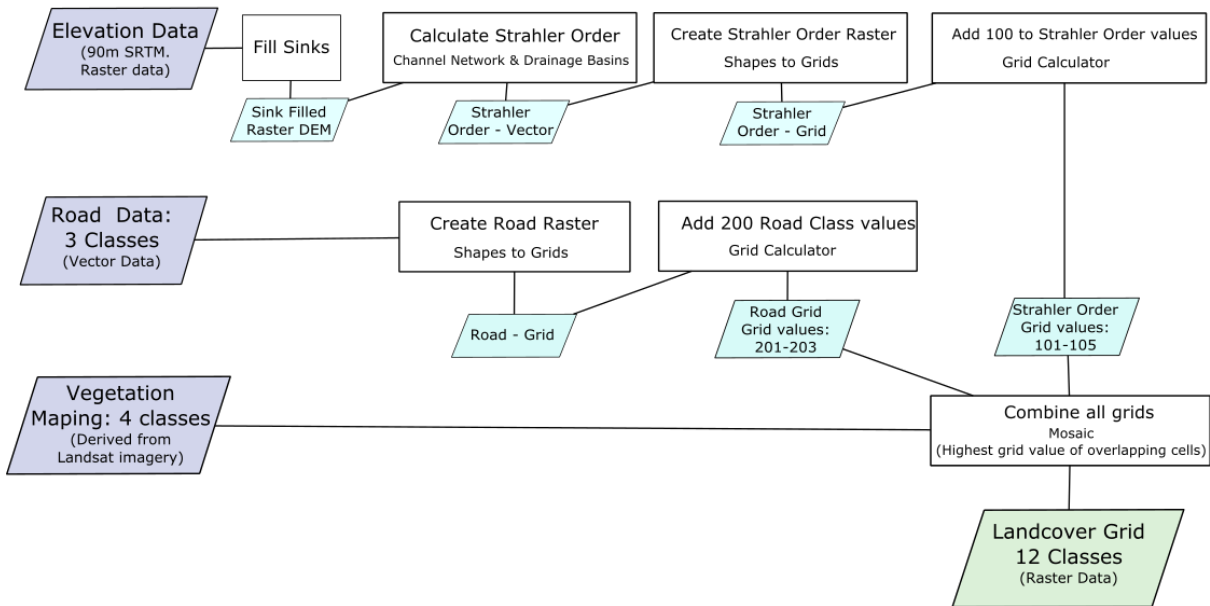 Elevation Data
(90m SRTM.
Raster data)
Fill Sinks
Calculate Strahler Order
Channel Network & Drainage Basins
Create Strahler Order Raster
Shapes to Grids
Add 100 to Strahler Order values
Grid Calculator
Sink Filled
Raster DEM
Strahler
Order - Vector
Strahler
Order - Grid
Road Data:
3 Classes
(Vector Data)
Create Road Raster
Shapes to Grids
Add 200 Road Class values
Grid Calculator
Road - Grid
Road Grid
Grid values:
201-203
Strahler Order
Grid values:
101-105
Vegetation
Maping: 4 classes
(Derived from
Landsat imagery)
Combine all grids
Mosaic
(Highest grid value of overlapping cells)
Landcover Grid
12 Classes
(Raster Data)